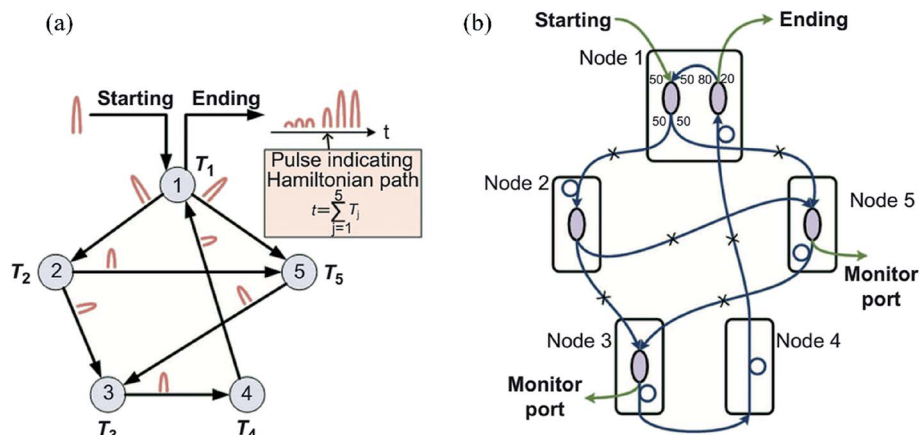 (a)
Starting
Ending
t
Pulse indicating
Hamiltonian path
t=∑⁵ⱼ₌₁ Tⱼ
T₁
1
T₂
2
5
T₅
3
4
T₃
T₄
(b)
Starting
Ending
Node 1
50 50 80 20
50 50
Node 2
Node 5
Monitor
port
Node 3
Node 4
Monitor
port